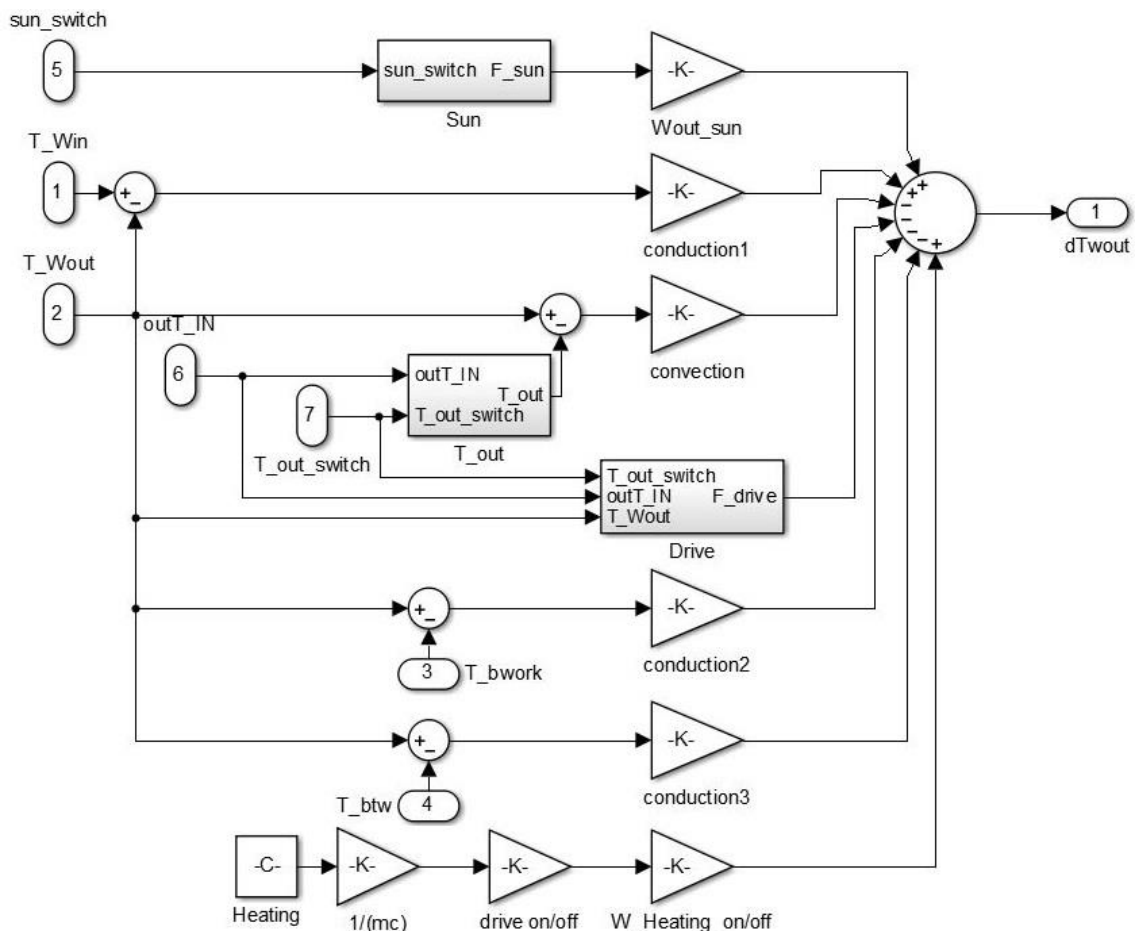 sun_switch
5
sun_switch F_sun
Sun
-K-
Wout_sun
T_Win
1
+
-
-K-
conduction1
+
+
-
-
-
-
+
1
dTwout
T_Wout
2
outT_IN
6
+
-
-K-
convection
outT_IN
T_out
T_out_switch
T_out
7
T_out_switch
T_out_switch
outT_IN F_drive
T_Wout
Drive
+
-
3
T_bwork
-K-
conduction2
+
-
4
T_btw
-K-
conduction3
-C-
Heating
-K-
1/(mc)
-K-
drive on/off
-K-
W_Heating_on/off